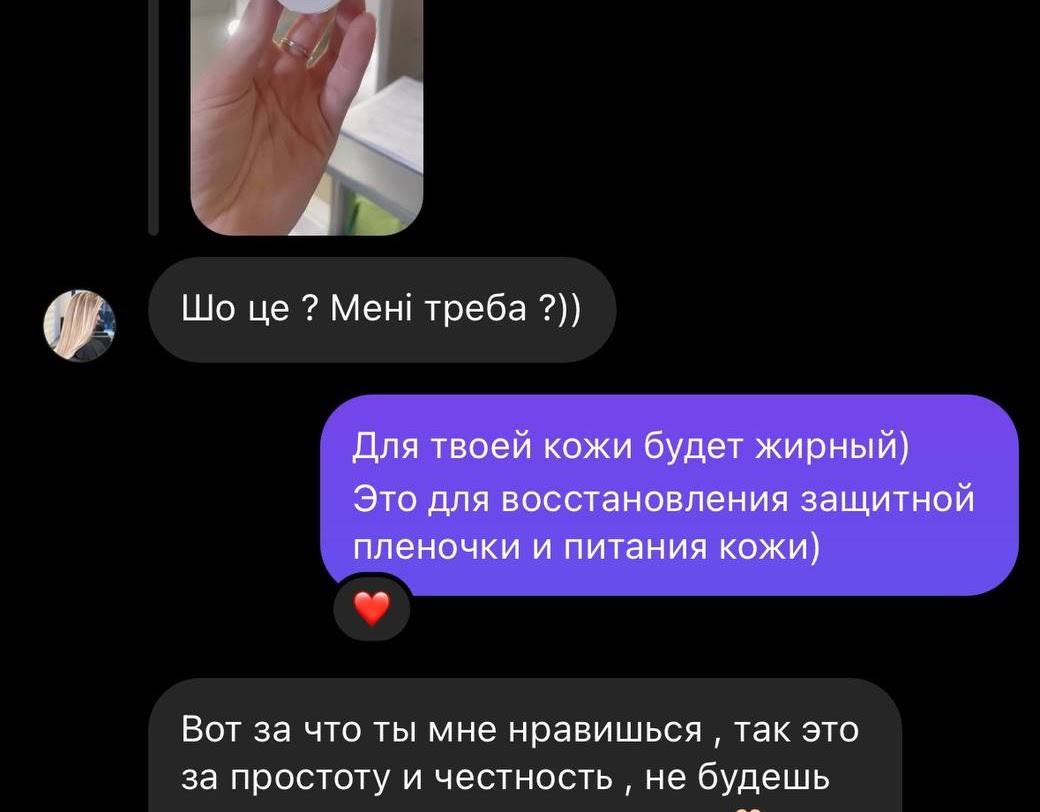 Шо це ? Мені треба ?))
Для твоей кожи будет жирный)
Это для восстановления защитной
пленочки и питания кожи)
Вот за что ты мне нравишься , так это
за простоту и честность , не будешь